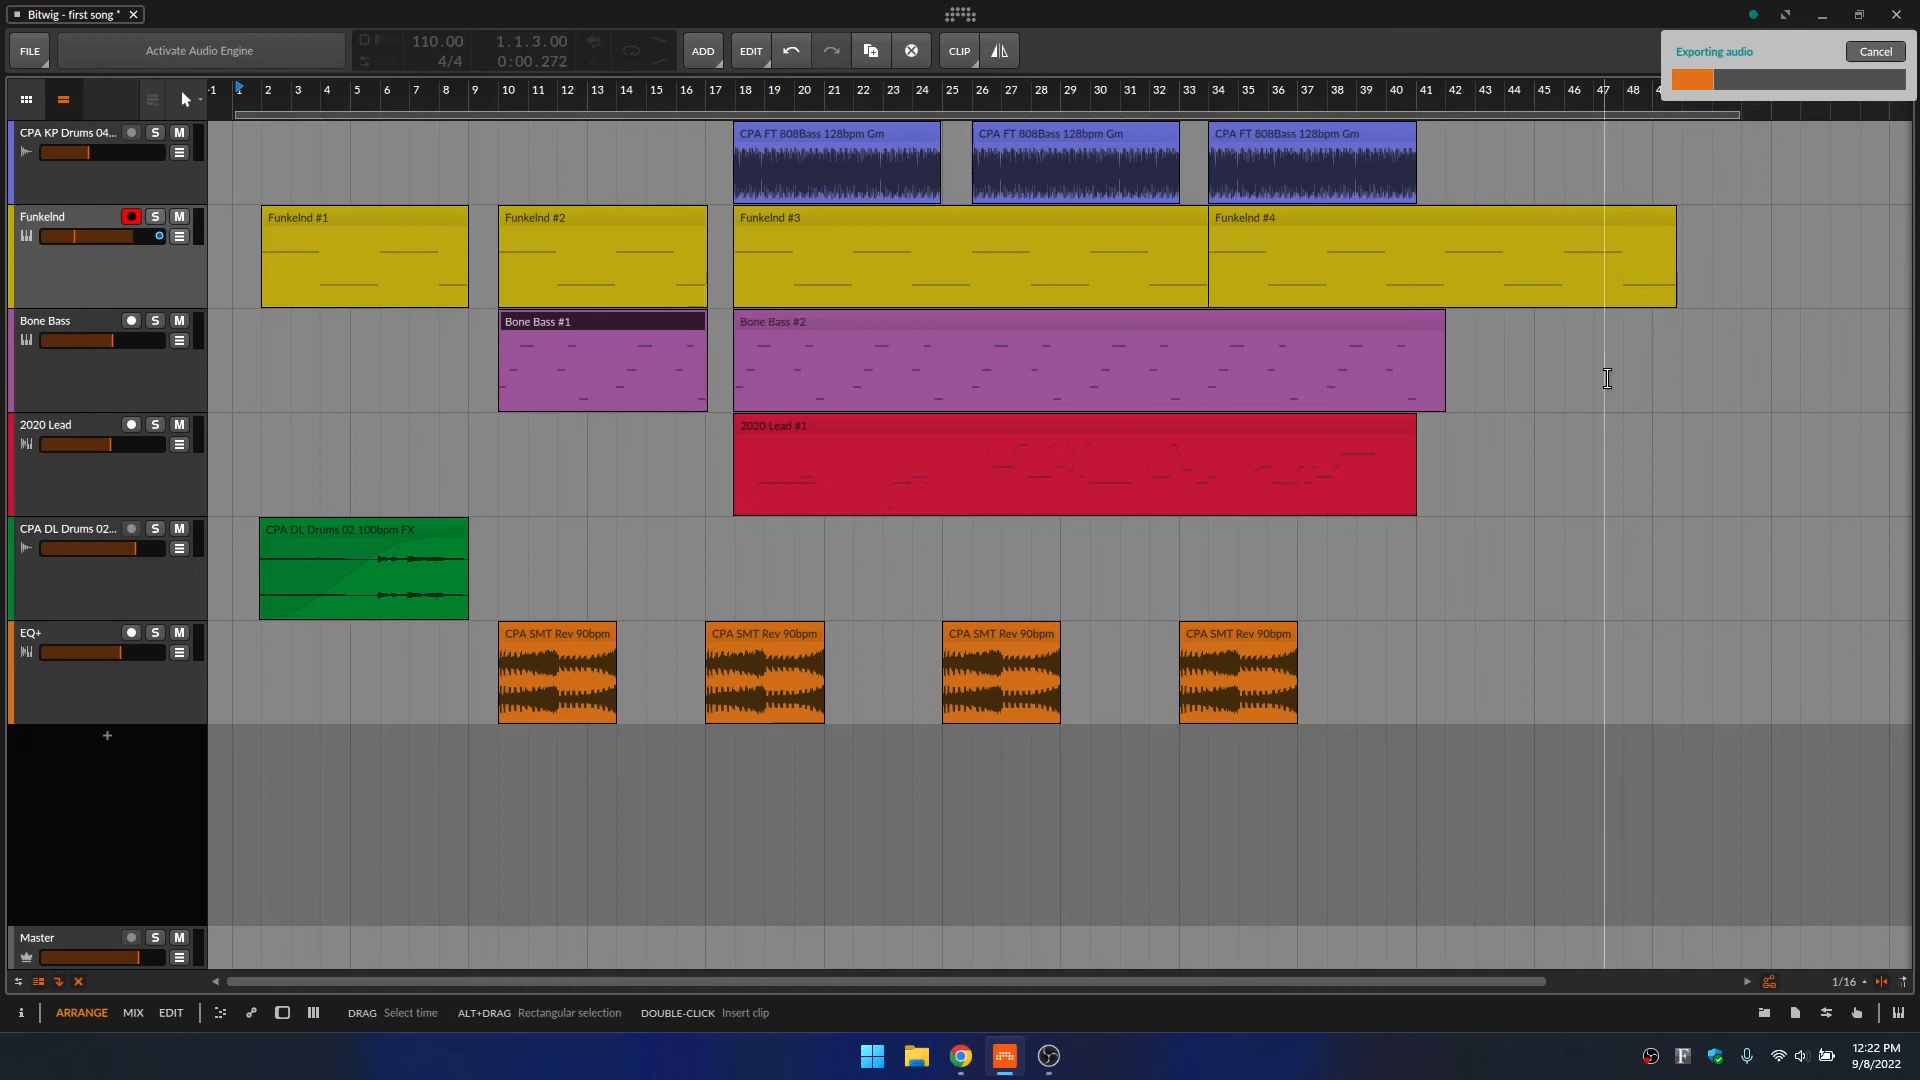 Bitwig - first song *
FILE
Activate Audio Engine
110.00
4/4
1.1.3.00
0:00.272
ADD
EDIT
CLIP
Exporting audio
Cancel
-1 1 2 3 4 5 6 7 8 9 10 11 12 13 14 15 16 17 18 19 20 21 22 23 24 25 26 27 28 29 30 31 32 33 34 35 36 37 38 39 40 41 42 43 44 45 46 47 48
CPA KP Drums 04... S M
CPA FT 808Bass 128bpm Gm
CPA FT 808Bass 128bpm Gm
CPA FT 808Bass 128bpm Gm
Funkelnd S M
Funkelnd #1
Funkelnd #2
Funkelnd #3
Funkelnd #4
Bone Bass S M
Bone Bass #1
Bone Bass #2
2020 Lead S M
2020 Lead #1
CPA DL Drums 02... S M
CPA DL Drums 02 100bpm FX
EQ+ S M
CPA SMT Rev 90bpm
CPA SMT Rev 90bpm
CPA SMT Rev 90bpm
CPA SMT Rev 90bpm
Master S M
1/16
ARRANGE MIX EDIT
DRAG Select time
ALT+DRAG Rectangular selection
DOUBLE-CLICK Insert clip
12:22 PM
9/8/2022